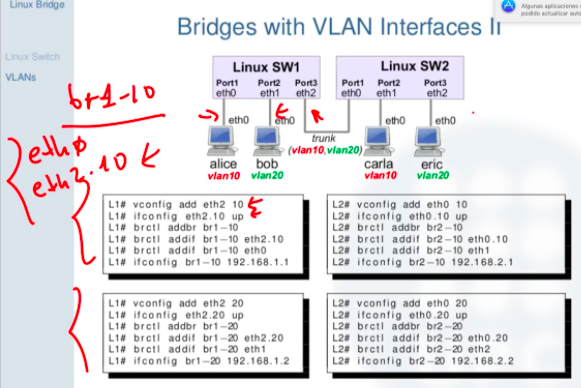 Linux Bridge
Algunas aplicaciones
podido actualizar auto
Bridges with VLAN Interfaces II
Linux Switch
VLANs
Linux SW1
Linux SW2
Port1 Port2 Port3
eth0 eth1 eth2
Port1 Port2 Port3
eth0 eth1 eth2
br1-10
eth0
eth0
eth0
eth0
trunk
(vlan10,vlan20)
alice bob carla eric
vlan10 vlan20 vlan10 vlan20
eth0
eth2.10
L1# vconfig add eth2 10
L1# ifconfig eth2.10 up
L1# brctl addbr br1-10
L1# brctl addif br1-10 eth2.10
L1# brctl addif br1-10 eth0
L1# ifconfig br1-10 192.168.1.1
L2# vconfig add eth0 10
L2# ifconfig eth0.10 up
L2# brctl addbr br2-10
L2# brctl addif br2-10 eth0.10
L2# brctl addif br2-10 eth1
L2# ifconfig br2-10 192.168.2.1
L1# vconfig add eth2 20
L1# ifconfig eth2.20 up
L1# brctl addbr br1-20
L1# brctl addif br1-20 eth2.20
L1# brctl addif br1-20 eth1
L1# ifconfig br1-20 192.168.1.2
L2# vconfig add eth0 20
L2# ifconfig eth0.20 up
L2# brctl addbr br2-20
L2# brctl addif br2-20 eth0.20
L2# brctl addif br2-20 eth2
L2# ifconfig br2-20 192.168.2.2